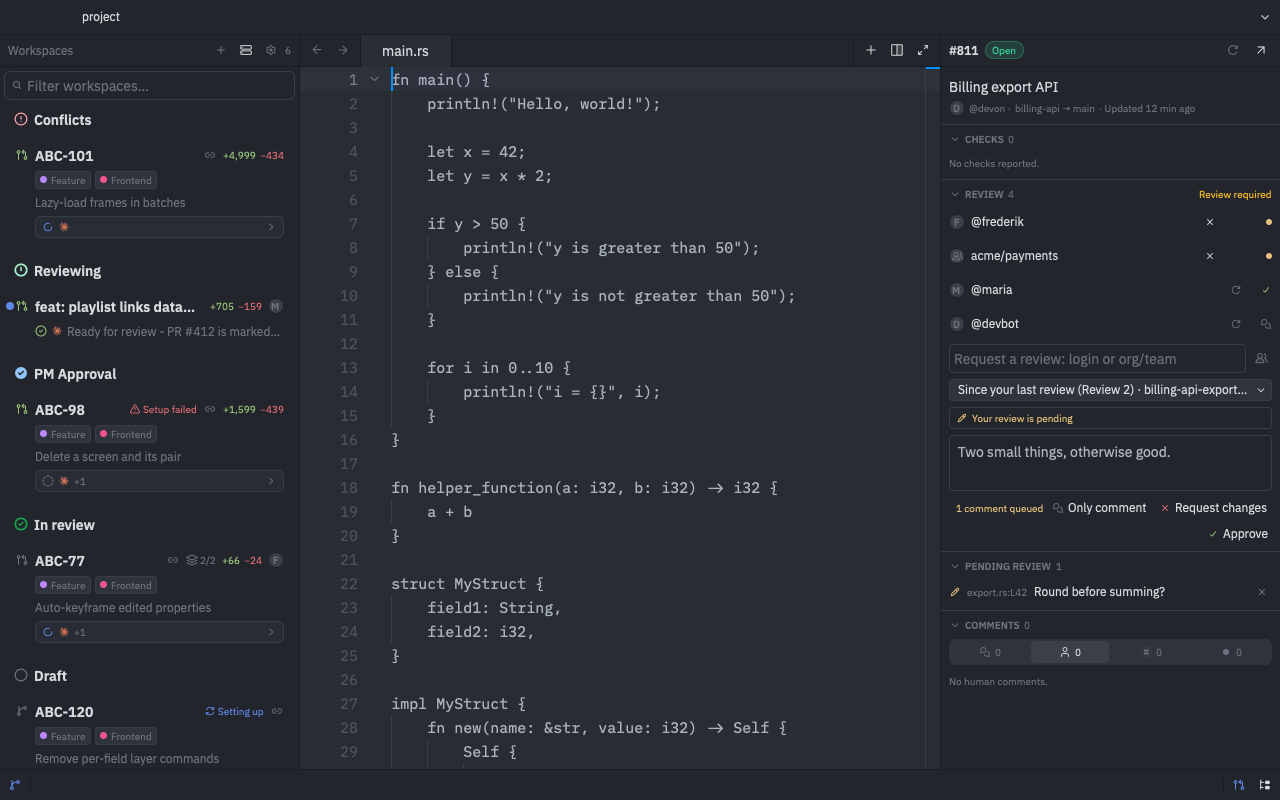 project
Workspaces
6
Filter workspaces...
Conflicts
ABC-101
+4,999 −434
Feature
Frontend
Lazy-load frames in batches
Reviewing
feat: playlist links data...
+705 −159
M
Ready for review - PR #412 is marked...
PM Approval
ABC-98
Setup failed
+1,599 −439
Feature
Frontend
Delete a screen and its pair
+1
In review
ABC-77
2/2
+66 −24
F
Feature
Frontend
Auto-keyframe edited properties
+1
Draft
ABC-120
Setting up
Feature
Frontend
Remove per-field layer commands
main.rs
1 fn main() {
2     println!("Hello, world!");
3
4     let x = 42;
5     let y = x * 2;
6
7     if y > 50 {
8         println!("y is greater than 50");
9     } else {
10         println!("y is not greater than 50");
11     }
12
13     for i in 0..10 {
14         println!("i = {}", i);
15     }
16 }
17
18 fn helper_function(a: i32, b: i32) -> i32 {
19     a + b
20 }
21
22 struct MyStruct {
23     field1: String,
24     field2: i32,
25 }
26
27 impl MyStruct {
28     fn new(name: &str, value: i32) -> Self {
29         Self {
#811
Open
Billing export API
D @devon · billing-api → main · Updated 12 min ago
CHECKS 0
No checks reported.
REVIEW 4
Review required
F @frederik
acme/payments
M @maria
D @devbot
Request a review: login or org/team
Since your last review (Review 2) · billing-api-export...
Your review is pending
Two small things, otherwise good.
1 comment queued
Only comment
Request changes
Approve
PENDING REVIEW 1
export.rs:L42 Round before summing?
COMMENTS 0
0
0
0
0
No human comments.